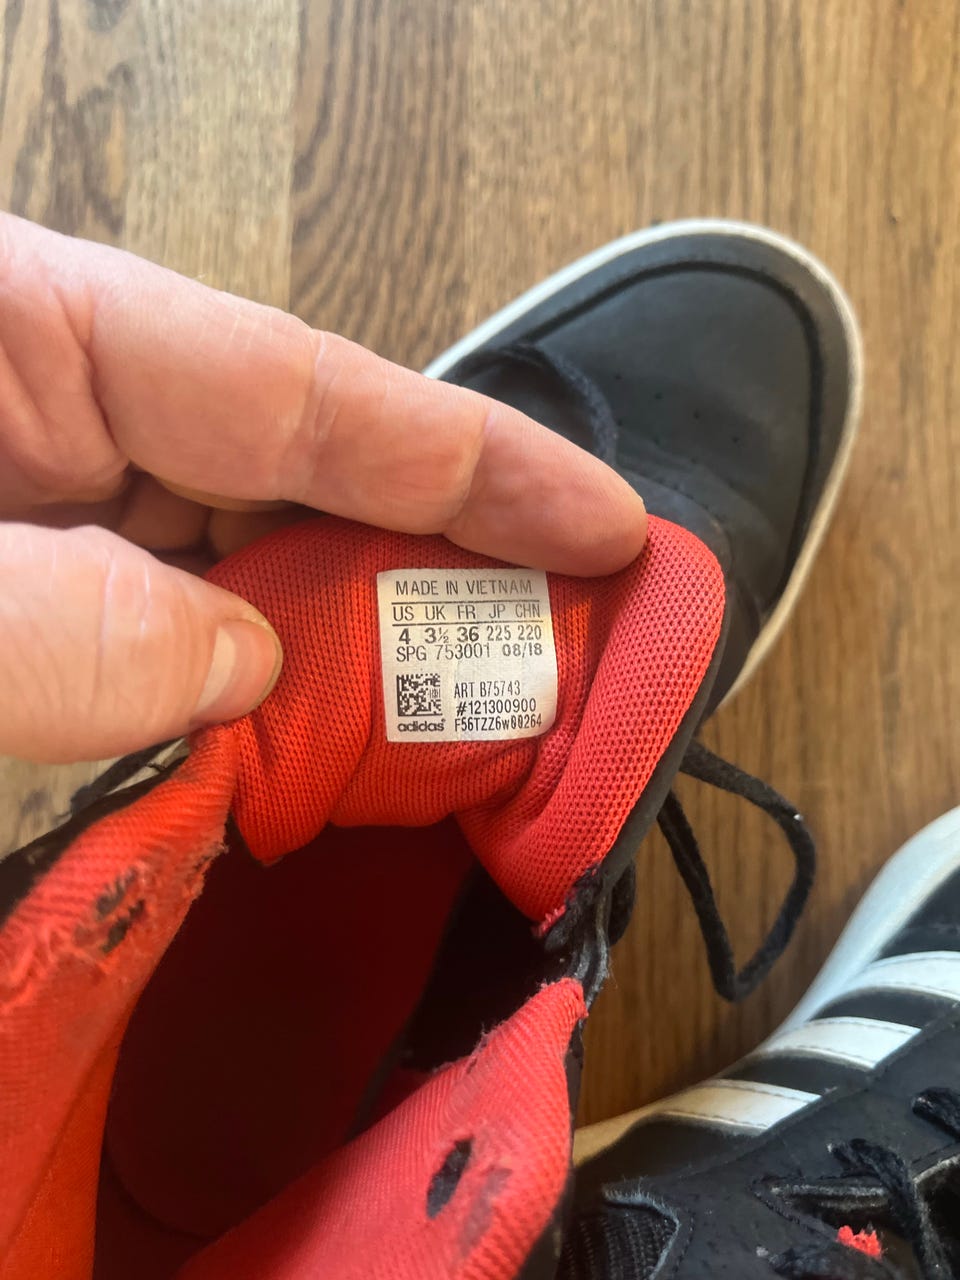 MADE IN VIETNAM
US UK FR JP CHN
4 3½ 36 225 220
SPG 753001 08/18
ART B75743
#121300900
adidas® F56TZZ6w00264